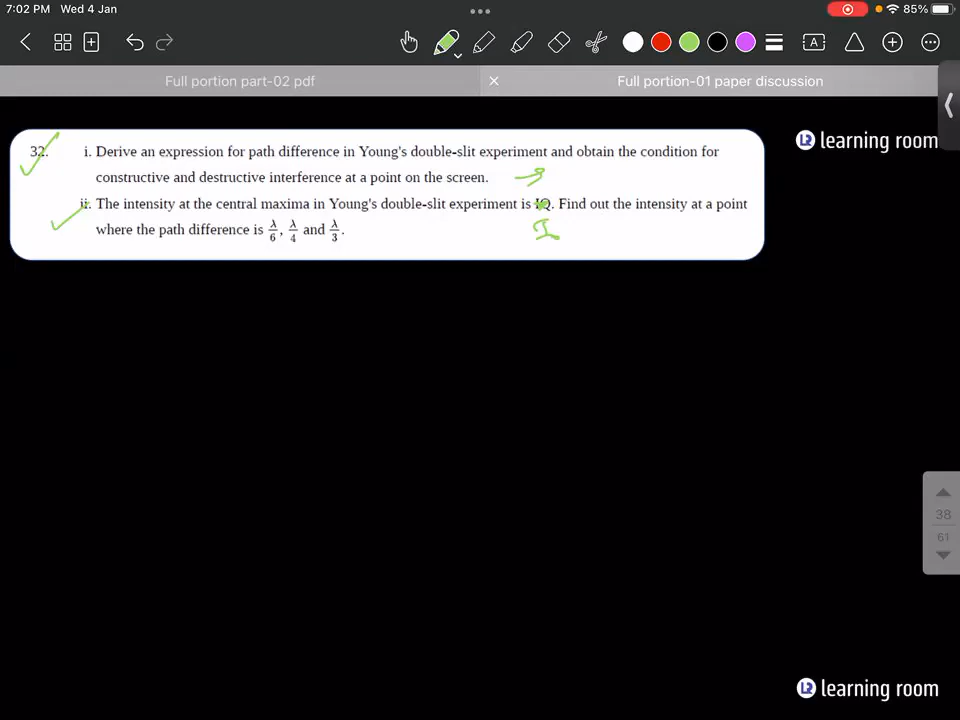 7:02 PM Wed 4 Jan
85%
Full portion part-02 pdf
Full portion-01 paper discussion
learning room
32. i. Derive an expression for path difference in Young's double-slit experiment and obtain the condition for
constructive and destructive interference at a point on the screen.
ii. The intensity at the central maxima in Young's double-slit experiment is . Find out the intensity at a point
where the path difference is λ/6, λ/4 and λ/3.
I
38
61
learning room